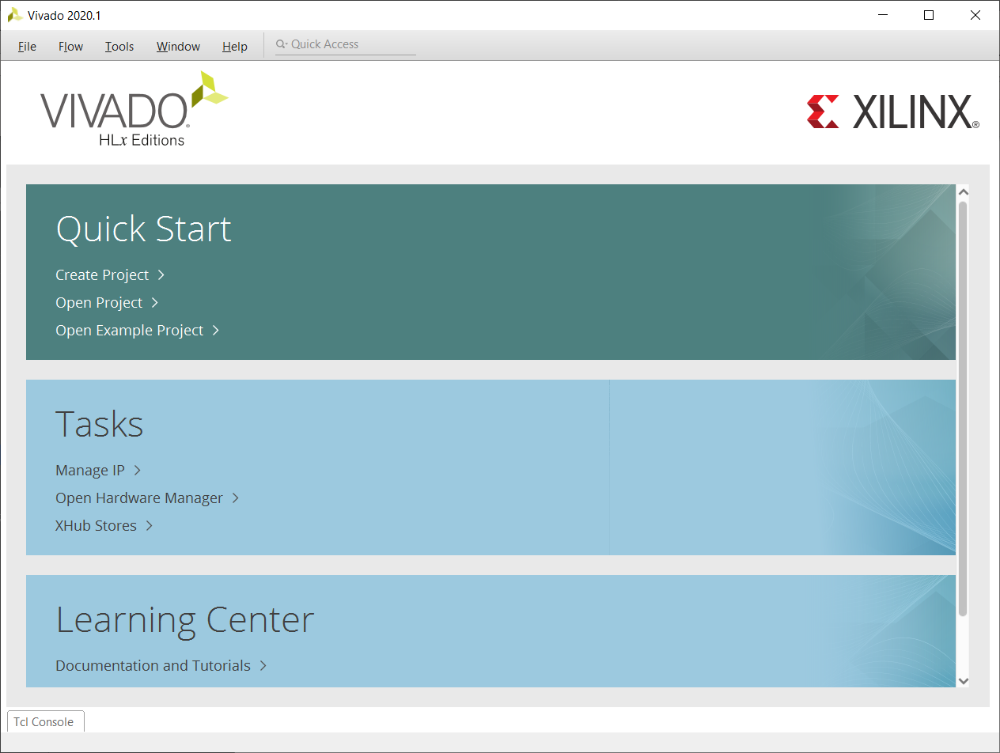 Vivado 2020.1
File Flow Tools Window Help Quick Access
VIVADO®
HLx Editions
XILINX®
Quick Start
Create Project
Open Project
Open Example Project
Tasks
Manage IP
Open Hardware Manager
XHub Stores
Learning Center
Documentation and Tutorials
Tcl Console